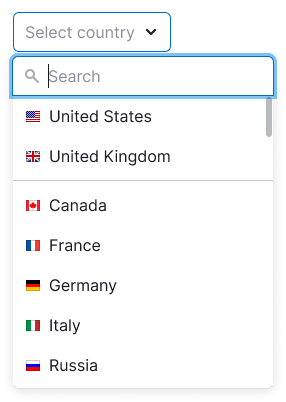 Select country
Search
United States
United Kingdom
Canada
France
Germany
Italy
Russia